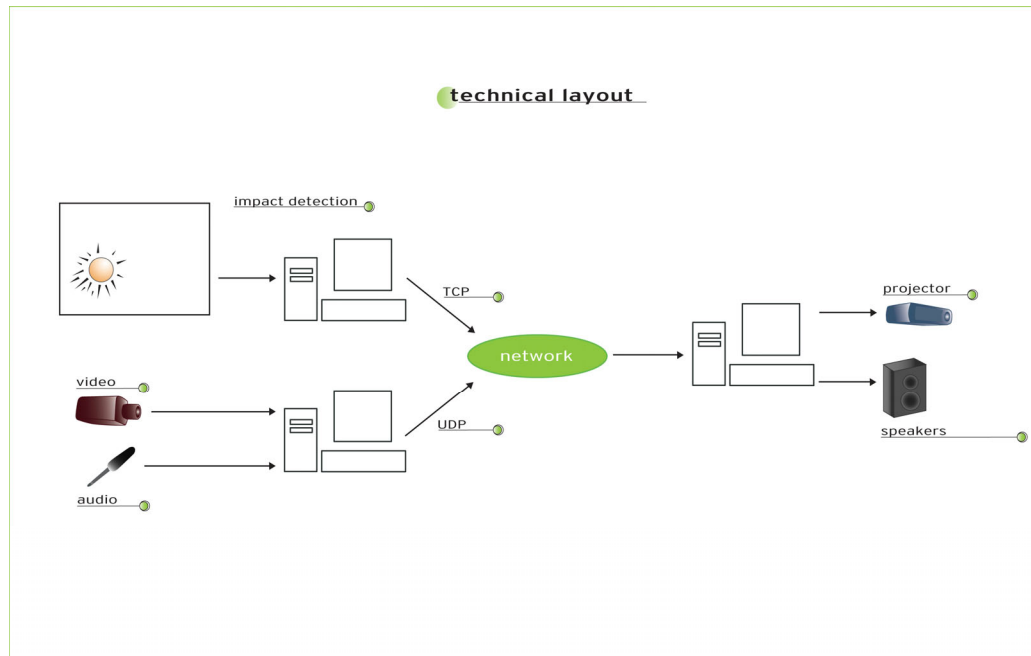 technical layout
impact detection
TCP
projector
network
video
UDP
speakers
audio